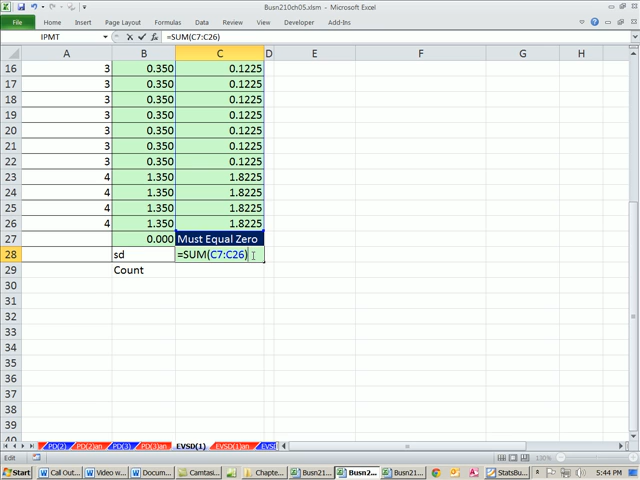 Busn210ch05.xlsm - Microsoft Excel
File Home Insert Page Layout Formulas Data Review View Developer Add-Ins
IPMT =SUM(C7:C26)
A B C D E F G
16 3 0.350 0.1225
17 3 0.350 0.1225
18 3 0.350 0.1225
19 3 0.350 0.1225
20 3 0.350 0.1225
21 3 0.350 0.1225
22 3 0.350 0.1225
23 4 1.350 1.8225
24 4 1.350 1.8225
25 4 1.350 1.8225
26 4 1.350 1.8225
27 0.000 Must Equal Zero
28 sd =SUM(C7:C26)
29 Count
30
31
32
33
34
35
36
37
38
39
40
PD(2) PD(2)an PD(3) PD(3)an EVSD(1) EVSD(1)an EVSD
Edit 130%
Start Call Out... Video w... Docum... Camtasi... Chapte... Busn21... Busn2... Busn21... StatsBu... 5:44 PM